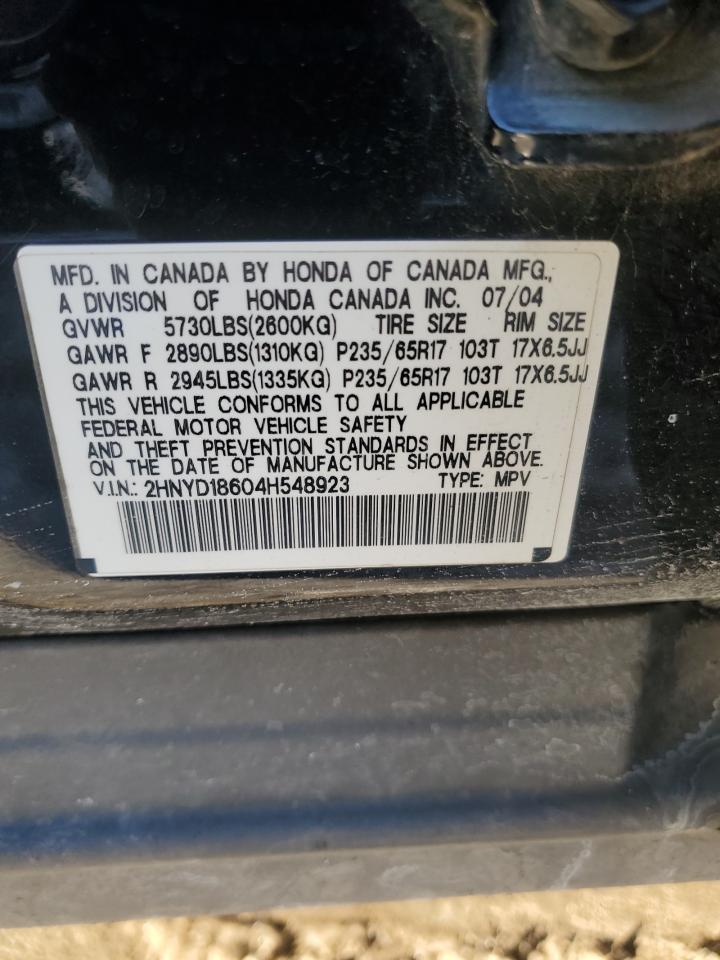 MFD. IN CANADA BY HONDA OF CANADA MFG.,
A DIVISION OF HONDA CANADA INC. 07/04
GVWR 5730LBS(2600KG) TIRE SIZE RIM SIZE
GAWR F 2890LBS(1310KG) P235/65R17 103T 17X6.5JJ
GAWR R 2945LBS(1335KG) P235/65R17 103T 17X6.5JJ
THIS VEHICLE CONFORMS TO ALL APPLICABLE
FEDERAL MOTOR VEHICLE SAFETY
AND THEFT PREVENTION STANDARDS IN EFFECT
ON THE DATE OF MANUFACTURE SHOWN ABOVE.
V.I.N.: 2HNYD18604H548923 TYPE: MPV